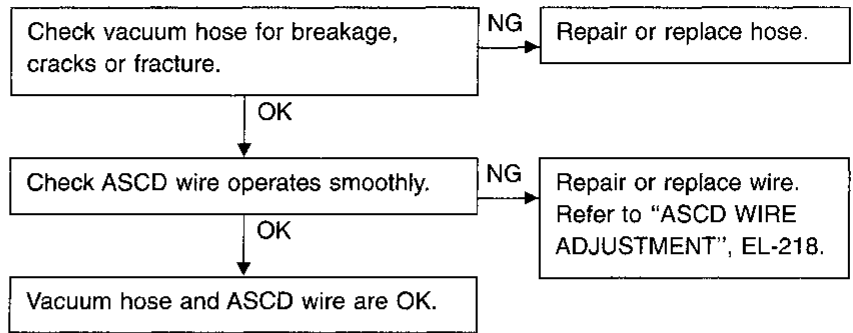 Check vacuum hose for breakage,
cracks or fracture.
NG
Repair or replace hose.
OK
Check ASCD wire operates smoothly.
NG
Repair or replace wire.
Refer to “ASCD WIRE
ADJUSTMENT”, EL-218.
OK
Vacuum hose and ASCD wire are OK.